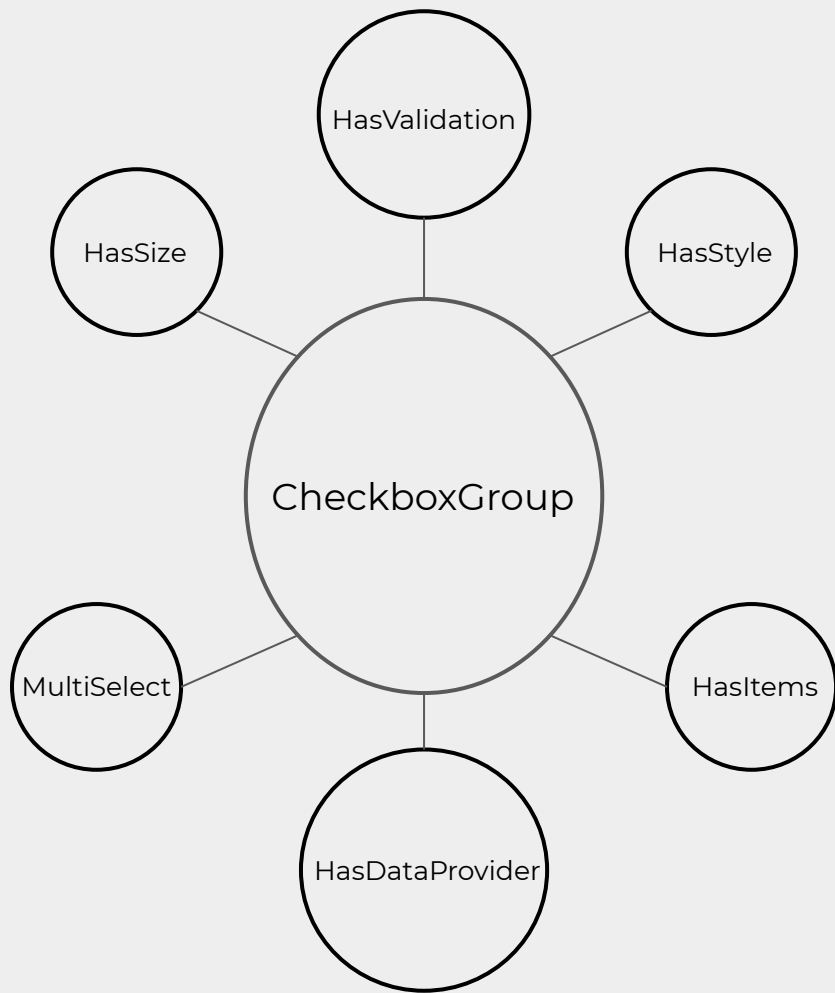 HasValidation
HasSize
HasStyle
CheckboxGroup
MultiSelect
HasItems
HasDataProvider